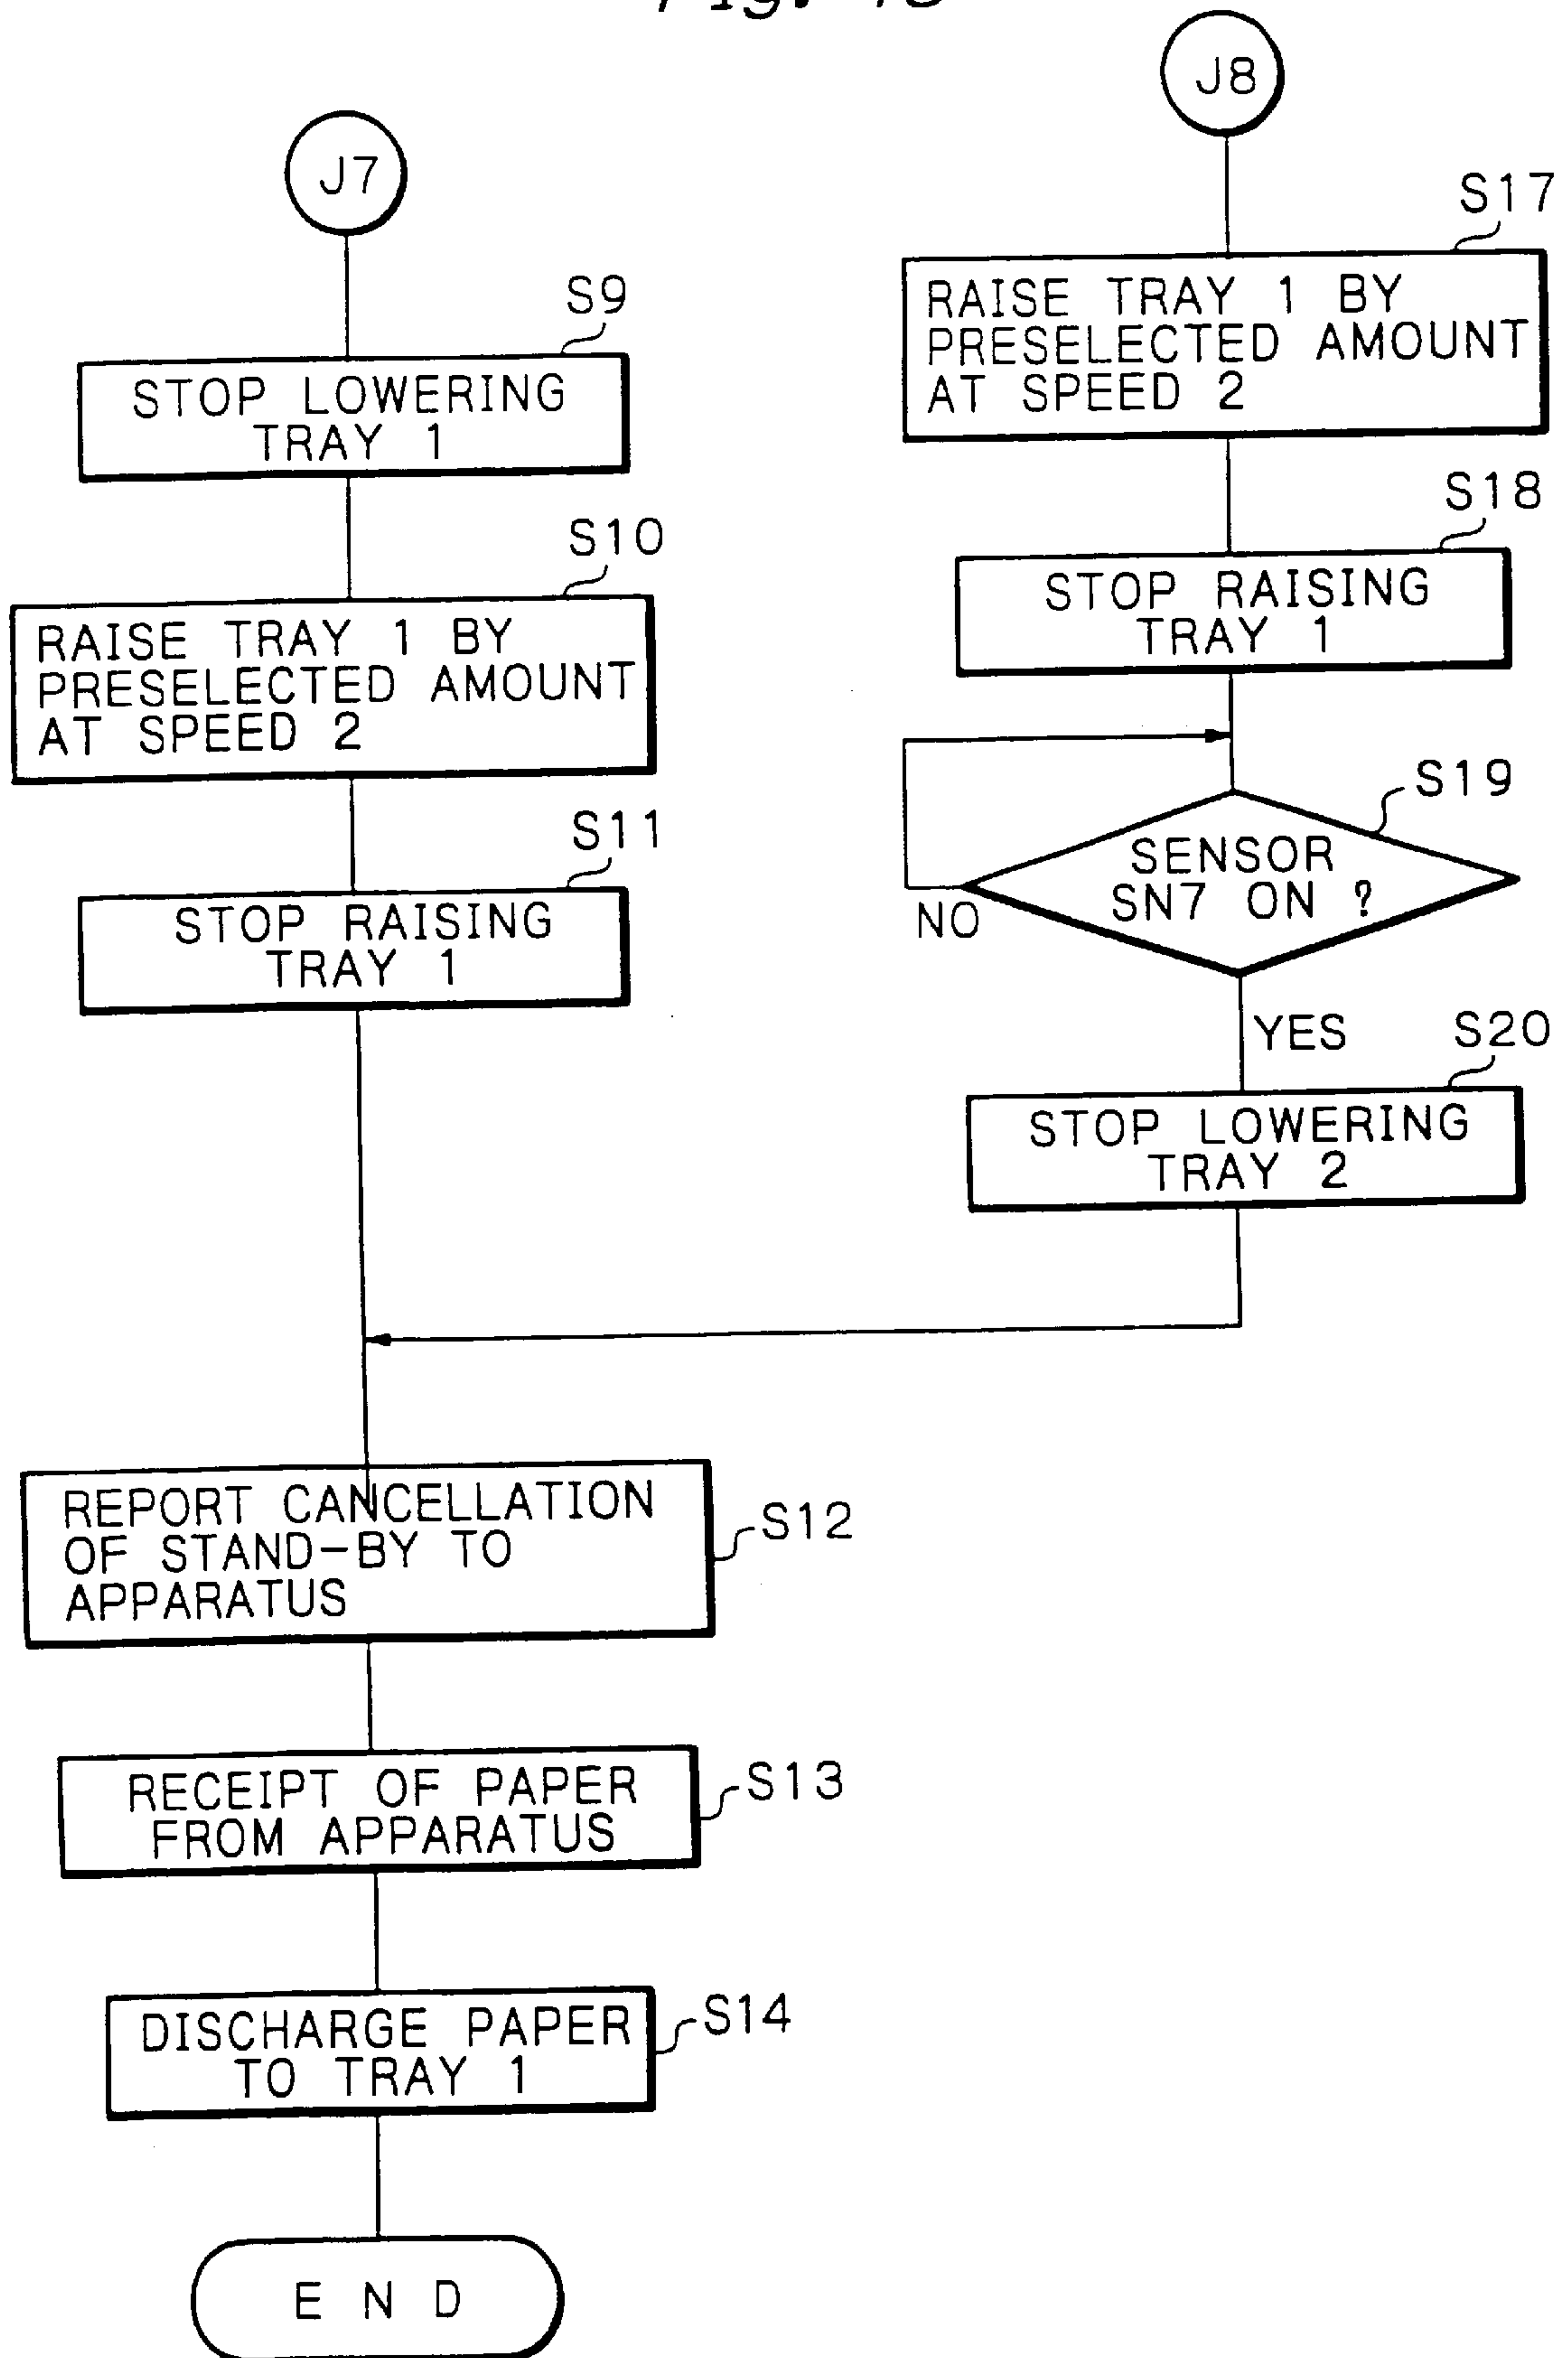 J7
S9
STOP LOWERING
TRAY 1
S10
RAISE TRAY 1 BY
PRESELECTED AMOUNT
AT SPEED 2
S11
STOP RAISING
TRAY 1
J8
S17
RAISE TRAY 1 BY
PRESELECTED AMOUNT
AT SPEED 2
S18
STOP RAISING
TRAY 1
S19
SENSOR
SN7 ON ?
NO
YES
S20
STOP LOWERING
TRAY 2
REPORT CANCELLATION
OF STAND-BY TO
APPARATUS
S12
RECEIPT OF PAPER
FROM APPARATUS
S13
DISCHARGE PAPER
TO TRAY 1
S14
END